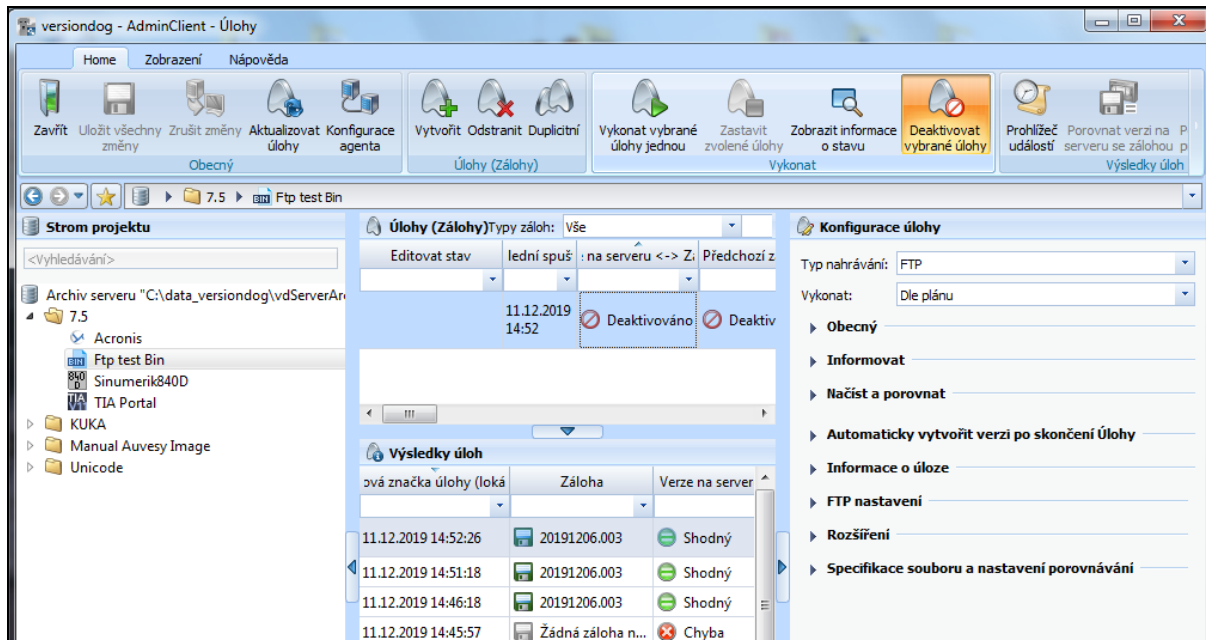 versiondog - AdminClient - Úlohy
Home Zobrazení Nápověda
Zavřít
Uložit všechny změny
Zrušit změny
Aktualizovat úlohy
Konfigurace agenta
Obecný
Vytvořit
Odstranit
Duplicitní
Úlohy (Zálohy)
Vykonat vybrané úlohy jednou
Zastavit zvolené úlohy
Zobrazit informace o stavu
Deaktivovat vybrané úlohy
Vykonat
Prohlížeč událostí
Porovnat verzi na serveru se zálohou
Výsledky úloh
7.5 Ftp test Bin
Strom projektu
<Vyhledávání>
Archiv serveru "C:\data_versiondog\vdServerAr
7.5
Acronis
Ftp test Bin
Sinumerik840D
TIA Portal
KUKA
Manual Auvesy Image
Unicode
Úlohy (Zálohy) Typy záloh: Vše
Editovat stav lední spuš na serveru <-> Zá Předchozí z
11.12.2019 14:52 Deaktivováno Deaktiv
Výsledky úloh
ová značka úlohy (loká Záloha Verze na server
11.12.2019 14:52:26 20191206.003 Shodný
11.12.2019 14:51:18 20191206.003 Shodný
11.12.2019 14:46:18 20191206.003 Shodný
11.12.2019 14:45:57 Žádná záloha n... Chyba
Konfigurace úlohy
Typ nahrávání: FTP
Vykonat: Dle plánu
Obecný
Informovat
Načíst a porovnat
Automaticky vytvořit verzi po skončení Úlohy
Informace o úloze
FTP nastavení
Rozšíření
Specifikace souboru a nastavení porovnávání